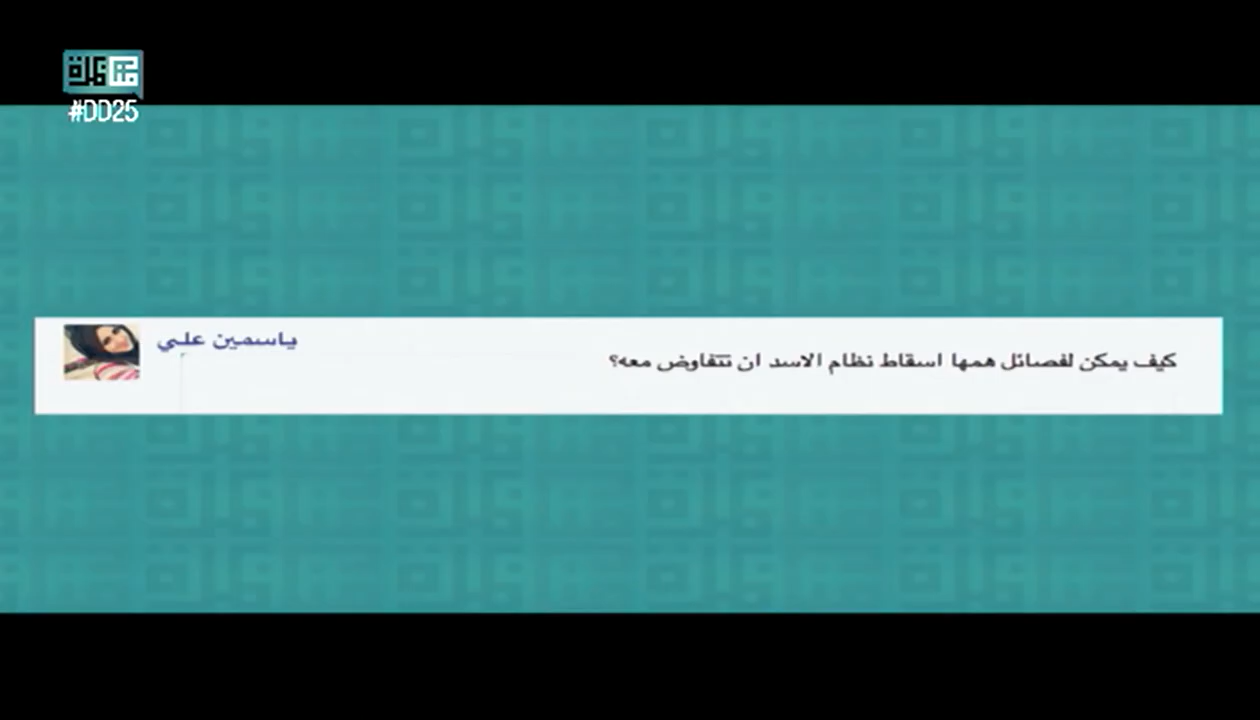 #DD25
ياسمين علي
كيف يمكن لفصائل همها اسقاط نظام الاسد ان تتفاوض معه؟